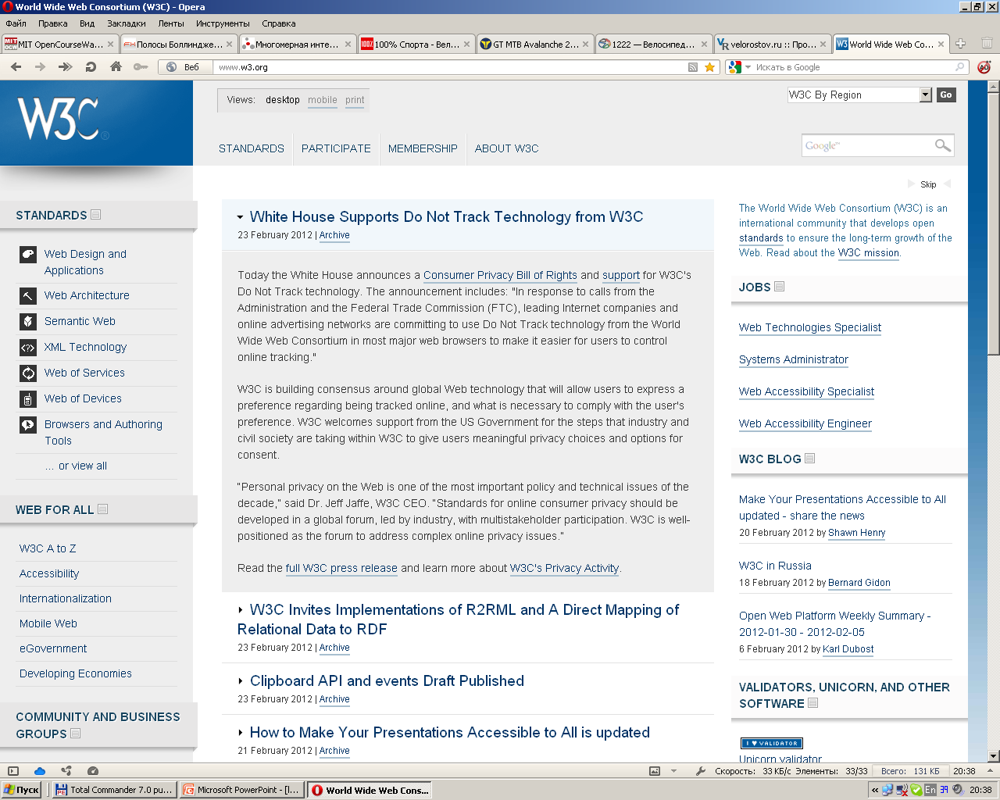 World Wide Web Consortium (W3C) - Opera
Файл Правка Вид Закладки Ленты Инструменты Справка
MIT OpenCourseWa... Полосы Боллиндже... Многомерная инте... 100% Спорта - Вел... GT MTB Avalanche 2... 1222 — Велосипед... velorostov.ru :: Про... World Wide Web Co...
Веб www.w3.org Искать в Google
W3C
Views: desktop mobile print
W3C By Region Go
STANDARDS PARTICIPATE MEMBERSHIP ABOUT W3C
Google™
Skip
STANDARDS
Web Design and
Applications
Web Architecture
Semantic Web
XML Technology
Web of Services
Web of Devices
Browsers and Authoring
Tools
... or view all
WEB FOR ALL
W3C A to Z
Accessibility
Internationalization
Mobile Web
eGovernment
Developing Economies
COMMUNITY AND BUSINESS
GROUPS
White House Supports Do Not Track Technology from W3C
23 February 2012 | Archive
Today the White House announces a Consumer Privacy Bill of Rights and support for W3C's
Do Not Track technology. The announcement includes: "In response to calls from the
Administration and the Federal Trade Commission (FTC), leading Internet companies and
online advertising networks are committing to use Do Not Track technology from the World
Wide Web Consortium in most major web browsers to make it easier for users to control
online tracking."
W3C is building consensus around global Web technology that will allow users to express a
preference regarding being tracked online, and what is necessary to comply with the user's
preference. W3C welcomes support from the US Government for the steps that industry and
civil society are taking within W3C to give users meaningful privacy choices and options for
consent.
"Personal privacy on the Web is one of the most important policy and technical issues of the
decade," said Dr. Jeff Jaffe, W3C CEO. "Standards for online consumer privacy should be
developed in a global forum, led by industry, with multistakeholder participation. W3C is well-
positioned as the forum to address complex online privacy issues."
Read the full W3C press release and learn more about W3C's Privacy Activity.
W3C Invites Implementations of R2RML and A Direct Mapping of
Relational Data to RDF
23 February 2012 | Archive
Clipboard API and events Draft Published
23 February 2012 | Archive
How to Make Your Presentations Accessible to All is updated
21 February 2012 | Archive
The World Wide Web Consortium (W3C) is an
international community that develops open
standards to ensure the long-term growth of the
Web. Read about the W3C mission.
JOBS
Web Technologies Specialist
Systems Administrator
Web Accessibility Specialist
Web Accessibility Engineer
W3C BLOG
Make Your Presentations Accessible to All
updated - share the news
20 February 2012 by Shawn Henry
W3C in Russia
18 February 2012 by Bernard Gidon
Open Web Platform Weekly Summary -
2012-01-30 - 2012-02-05
6 February 2012 by Karl Dubost
VALIDATORS, UNICORN, AND OTHER
SOFTWARE
I ♥ VALIDATOR
Unicorn validator
Скорость: 33 КБ/с Элементы: 33/33 Всего: 131 КБ 20:38
Пуск Total Commander 7.0 pu... Microsoft PowerPoint - [l... World Wide Web Cons... En 20:38